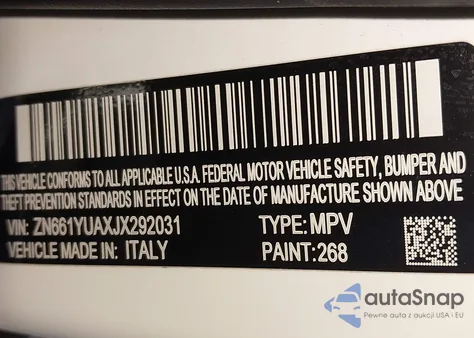 THIS VEHICLE CONFORMS TO ALL APPLICABLE U.S.A. FEDERAL MOTOR VEHICLE SAFETY, BUMPER AND
THEFT PREVENTION STANDARDS IN EFFECT ON THE DATE OF MANUFACTURE SHOWN ABOVE
VIN: ZN661YUAXJX292031 TYPE: MPV
VEHICLE MADE IN: ITALY PAINT: 268
autaSnap
Pewne auta z aukcji USA i EU